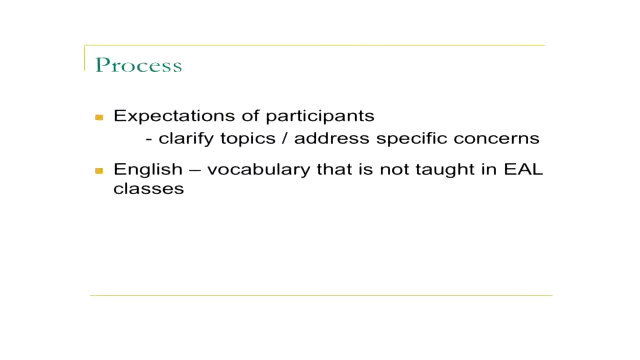 Process
Expectations of participants
- clarify topics / address specific concerns
English – vocabulary that is not taught in EAL
classes